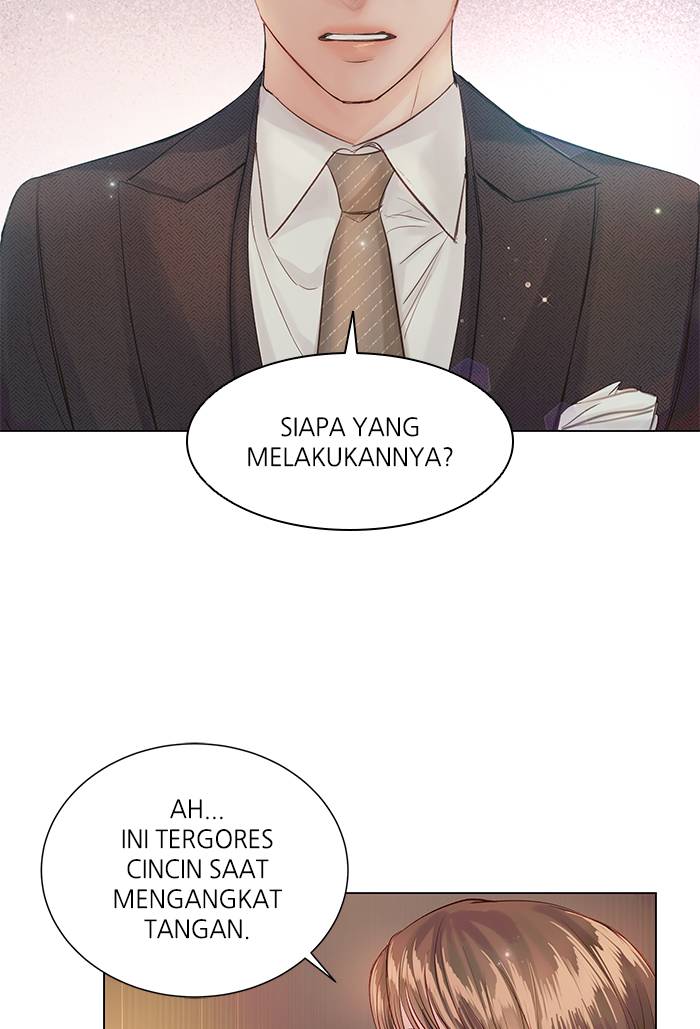 SIAPA YANG
MELAKUKANNYA?
AH...
INI TERGORES
CINCIN SAAT
MENGANGKAT
TANGAN.